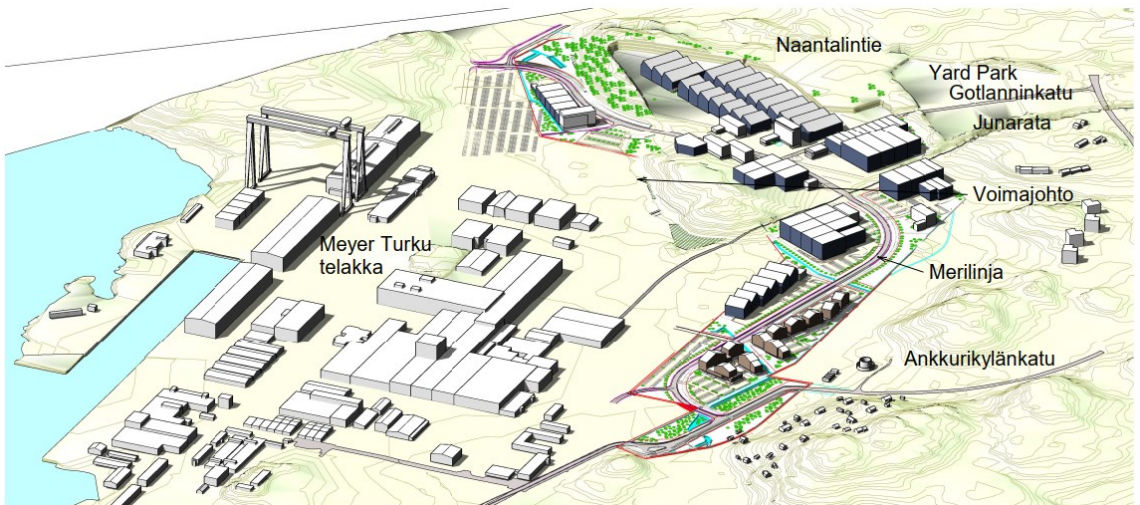 Naantalintie
Yard Park
Gotlanninkatu
Junarata
Voimajohto
Meyer Turku
telakka
Merilinja
Ankkurikylänkatu